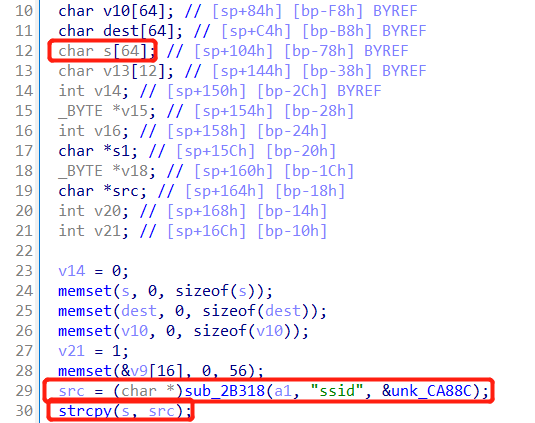 10 char v10[64]; // [sp+84h] [bp-F8h] BYREF
11 char dest[64]; // [sp+C4h] [bp-B8h] BYREF
12 char s[64]; // [sp+104h] [bp-78h] BYREF
13 char v13[12]; // [sp+144h] [bp-38h] BYREF
14 int v14; // [sp+150h] [bp-2Ch] BYREF
15 _BYTE *v15; // [sp+154h] [bp-28h]
16 int v16; // [sp+158h] [bp-24h]
17 char *s1; // [sp+15Ch] [bp-20h]
18 _BYTE *v18; // [sp+160h] [bp-1Ch]
19 char *src; // [sp+164h] [bp-18h]
20 int v20; // [sp+168h] [bp-14h]
21 int v21; // [sp+16Ch] [bp-10h]
22
23 v14 = 0;
24 memset(s, 0, sizeof(s));
25 memset(dest, 0, sizeof(dest));
26 memset(v10, 0, sizeof(v10));
27 v21 = 1;
28 memset(&v9[16], 0, 56);
29 src = (char *)sub_2B318(a1, "ssid", &unk_CA88C);
30 strcpy(s, src);